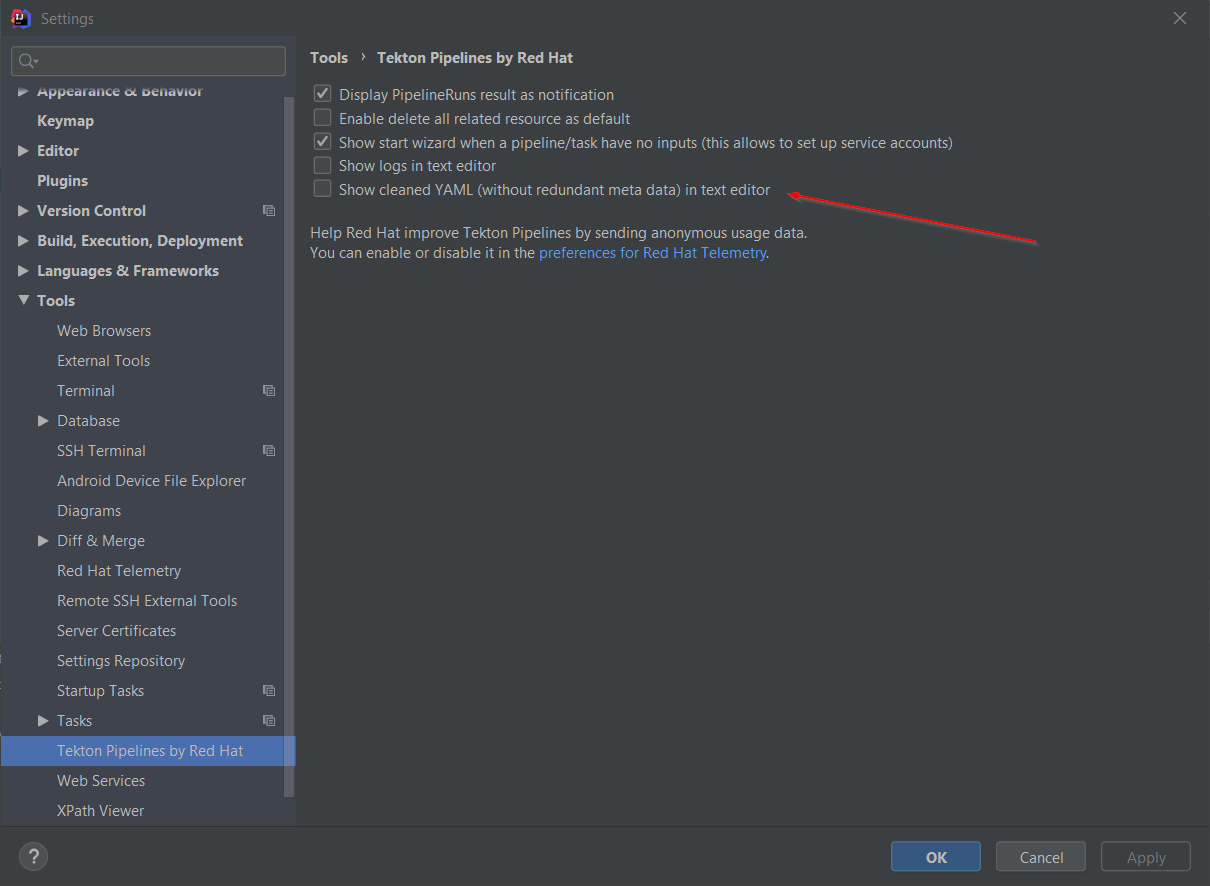 Settings
Appearance & Behavior
Keymap
Editor
Plugins
Version Control
Build, Execution, Deployment
Languages & Frameworks
Tools
Web Browsers
External Tools
Terminal
Database
SSH Terminal
Android Device File Explorer
Diagrams
Diff & Merge
Red Hat Telemetry
Remote SSH External Tools
Server Certificates
Settings Repository
Startup Tasks
Tasks
Tekton Pipelines by Red Hat
Web Services
XPath Viewer
Tools › Tekton Pipelines by Red Hat
Display PipelineRuns result as notification
Enable delete all related resource as default
Show start wizard when a pipeline/task have no inputs (this allows to set up service accounts)
Show logs in text editor
Show cleaned YAML (without redundant meta data) in text editor
Help Red Hat improve Tekton Pipelines by sending anonymous usage data.
You can enable or disable it in the preferences for Red Hat Telemetry.
?
OK
Cancel
Apply